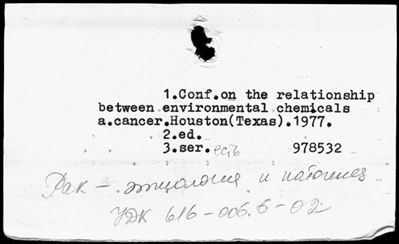 1.Conf.on the relationship
between environmental chemicals
a.cancer.Houston(Texas).1977.
2.ed.
3.ser. есть 978532
Рак – этиология и патогенез
УДК 616-006.6-02